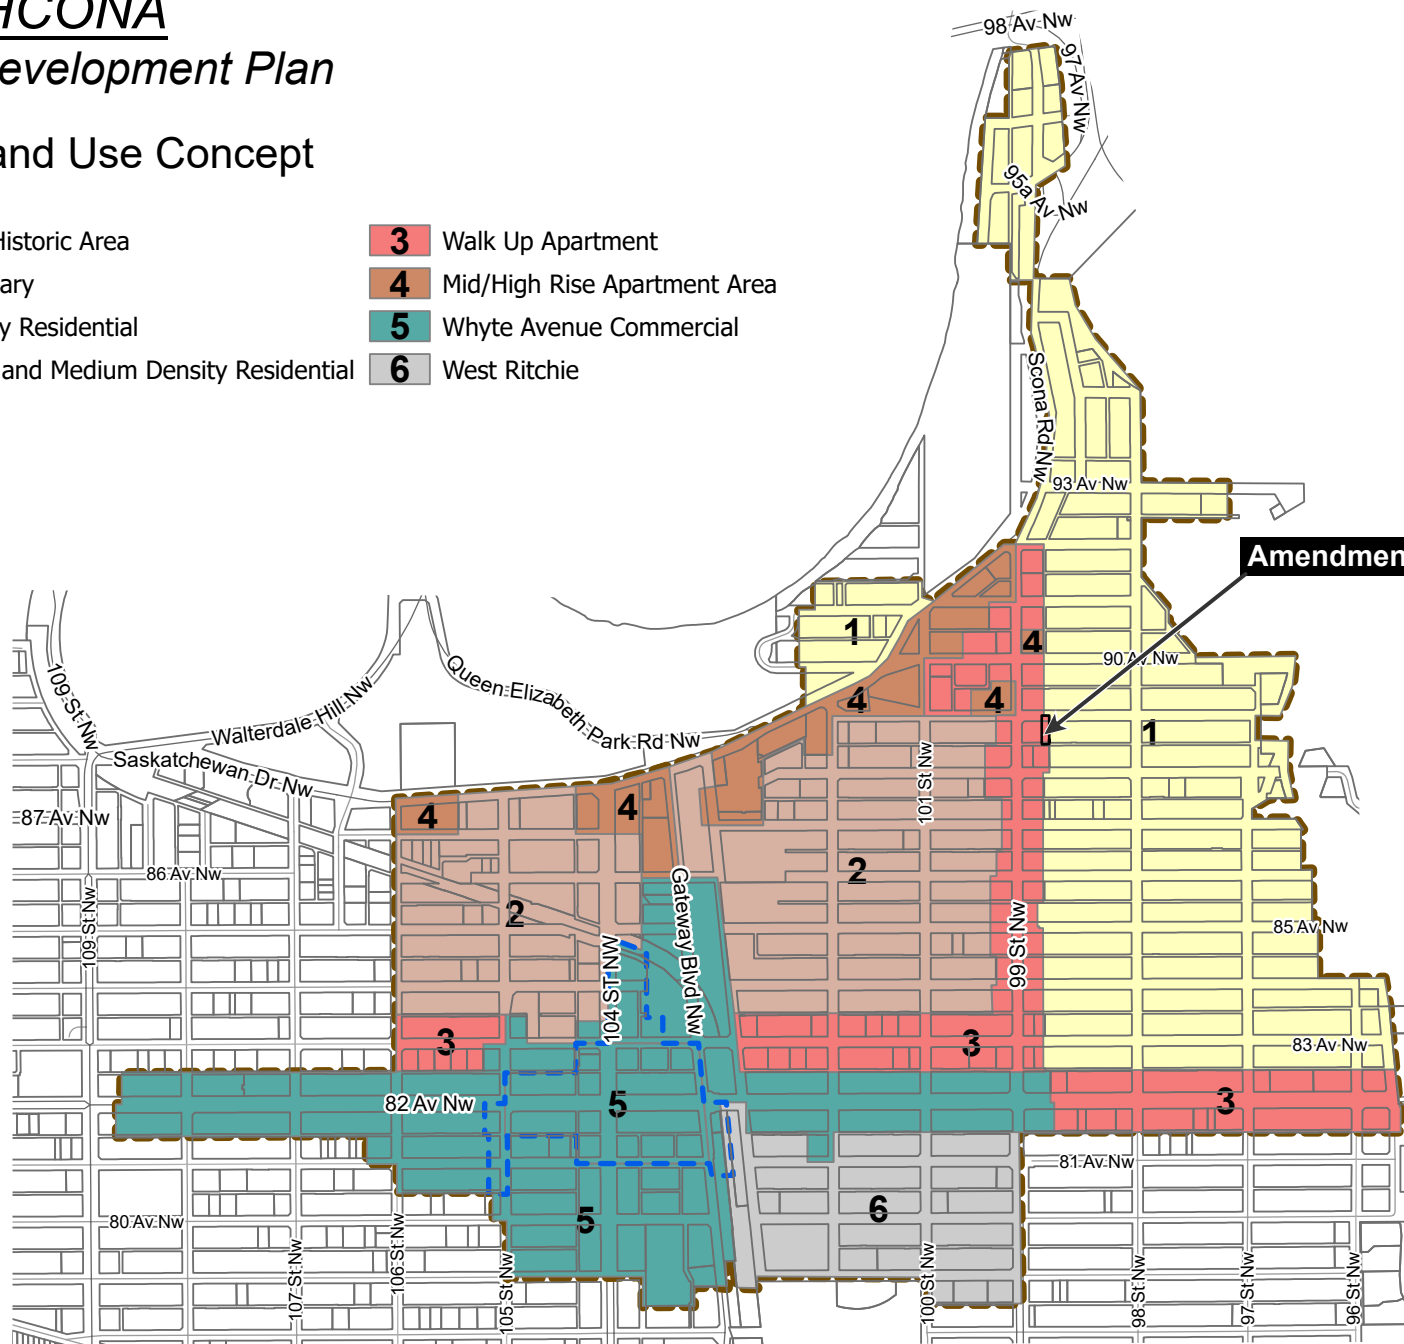 HCONA
evelopment Plan
and Use Concept
Historic Area
ary
y Residential
and Medium Density Residential
3 Walk Up Apartment
4 Mid/High Rise Apartment Area
5 Whyte Avenue Commercial
6 West Ritchie
98 Av Nw
97 Av Nw
95a Av Nw
Scona Rd Nw
93 Av Nw
Amendmen
1
4
90 Av Nw
109 St Nw
Walterdale Hill Nw
Queen Elizabeth Park Rd Nw
Saskatchewan Dr Nw
4
4
1
101 St Nw
87 Av Nw
4
4
86 Av Nw
2
2
Gateway Blvd Nw
109 St Nw
104 ST NW
99 St Nw
85 Av Nw
3
3
83 Av Nw
82 Av Nw
5
3
81 Av Nw
80 Av Nw
5
6
107 St Nw
106 St Nw
105 St Nw
100 St Nw
98 St Nw
97 St Nw
96 St Nw